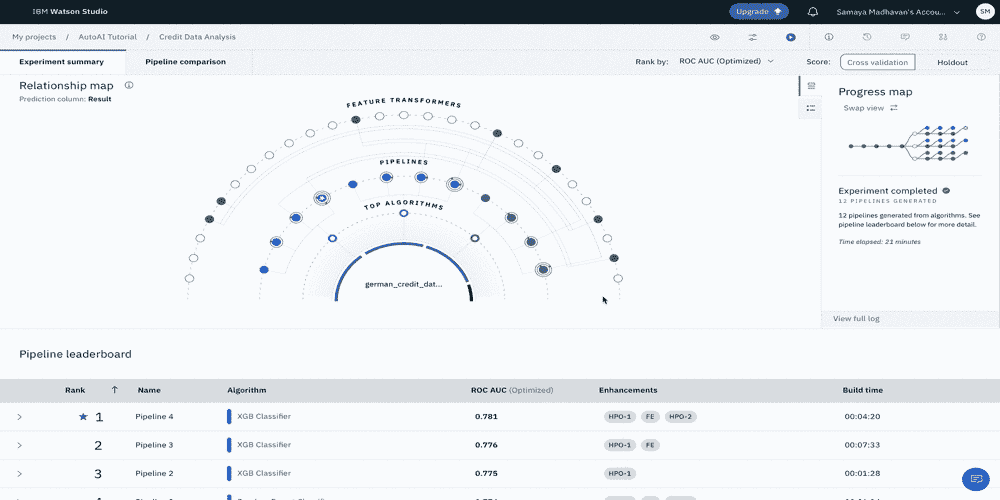 IBM Watson Studio
Upgrade
Samaya Madhavan's Accou...
SM
My projects / AutoAI Tutorial / Credit Data Analysis
Experiment summary
Pipeline comparison
Rank by: ROC AUC (Optimized)
Score: Cross validation Holdout
Relationship map
Prediction column: Result
FEATURE TRANSFORMERS
PIPELINES
TOP ALGORITHMS
german_credit_dat...
Progress map
Swap view
Experiment completed
12 PIPELINES GENERATED
12 pipelines generated from algorithms. See
pipeline leaderboard below for more detail.
Time elapsed: 21 minutes
View full log
Pipeline leaderboard
Rank Name Algorithm ROC AUC (Optimized) Enhancements Build time
1 Pipeline 4 XGB Classifier 0.781 HPO-1 FE HPO-2 00:04:20
2 Pipeline 3 XGB Classifier 0.776 HPO-1 FE 00:07:33
3 Pipeline 2 XGB Classifier 0.775 HPO-1 00:01:28